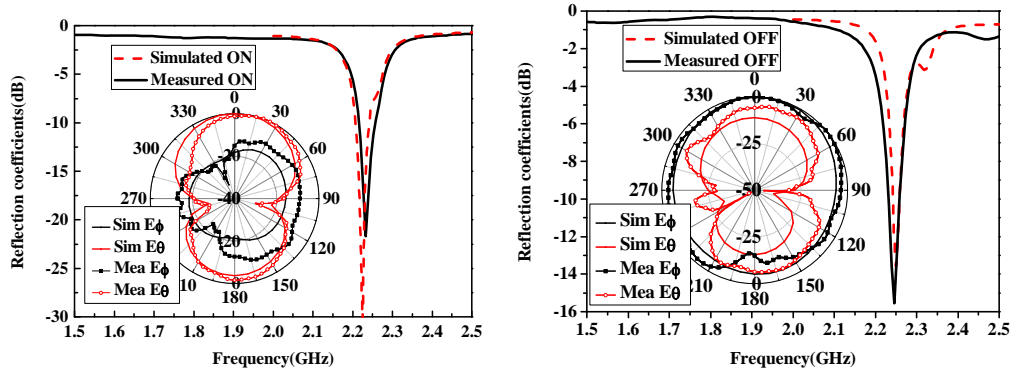 0
-5
-10
-15
-20
-25
-30
Reflection coefficients(dB)
1.5 1.6 1.7 1.8 1.9 2.0 2.1 2.2 2.3 2.4 2.5
Frequency(GHz)
Simulated ON
Measured ON
0
30
60
90
120
150
180
210
270
300
330
0
-20
-40
-20
0
Sim Eϕ
Sim Eθ
Mea Eϕ
Mea Eθ
0
-2
-4
-6
-8
-10
-12
-14
-16
Reflection coefficients(dB)
1.5 1.6 1.7 1.8 1.9 2.0 2.1 2.2 2.3 2.4 2.5
Frequency(GHz)
Simulated OFF
Measured OFF
0
30
60
90
120
150
180
210
270
300
330
-25
-50
-25
0
Sim Eϕ
Sim Eθ
Mea Eϕ
Mea Eθ